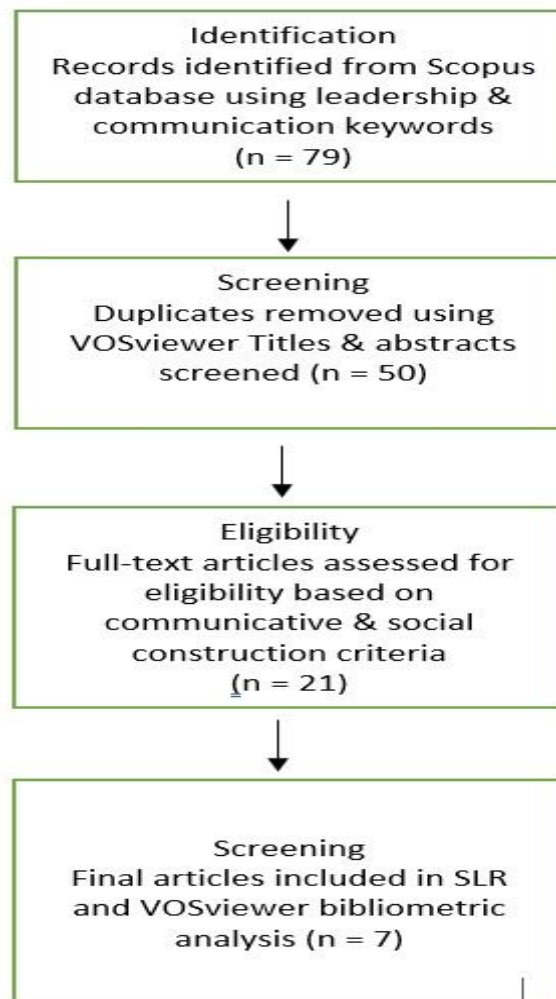 Identification
Records identified from Scopus
database using leadership &
communication keywords
(n = 79)
Screening
Duplicates removed using
VOSviewer Titles & abstracts
screened (n = 50)
Eligibility
Full-text articles assessed for
eligibility based on
communicative & social
construction criteria
(n = 21)
Screening
Final articles included in SLR
and VOSviewer bibliometric
analysis (n = 7)